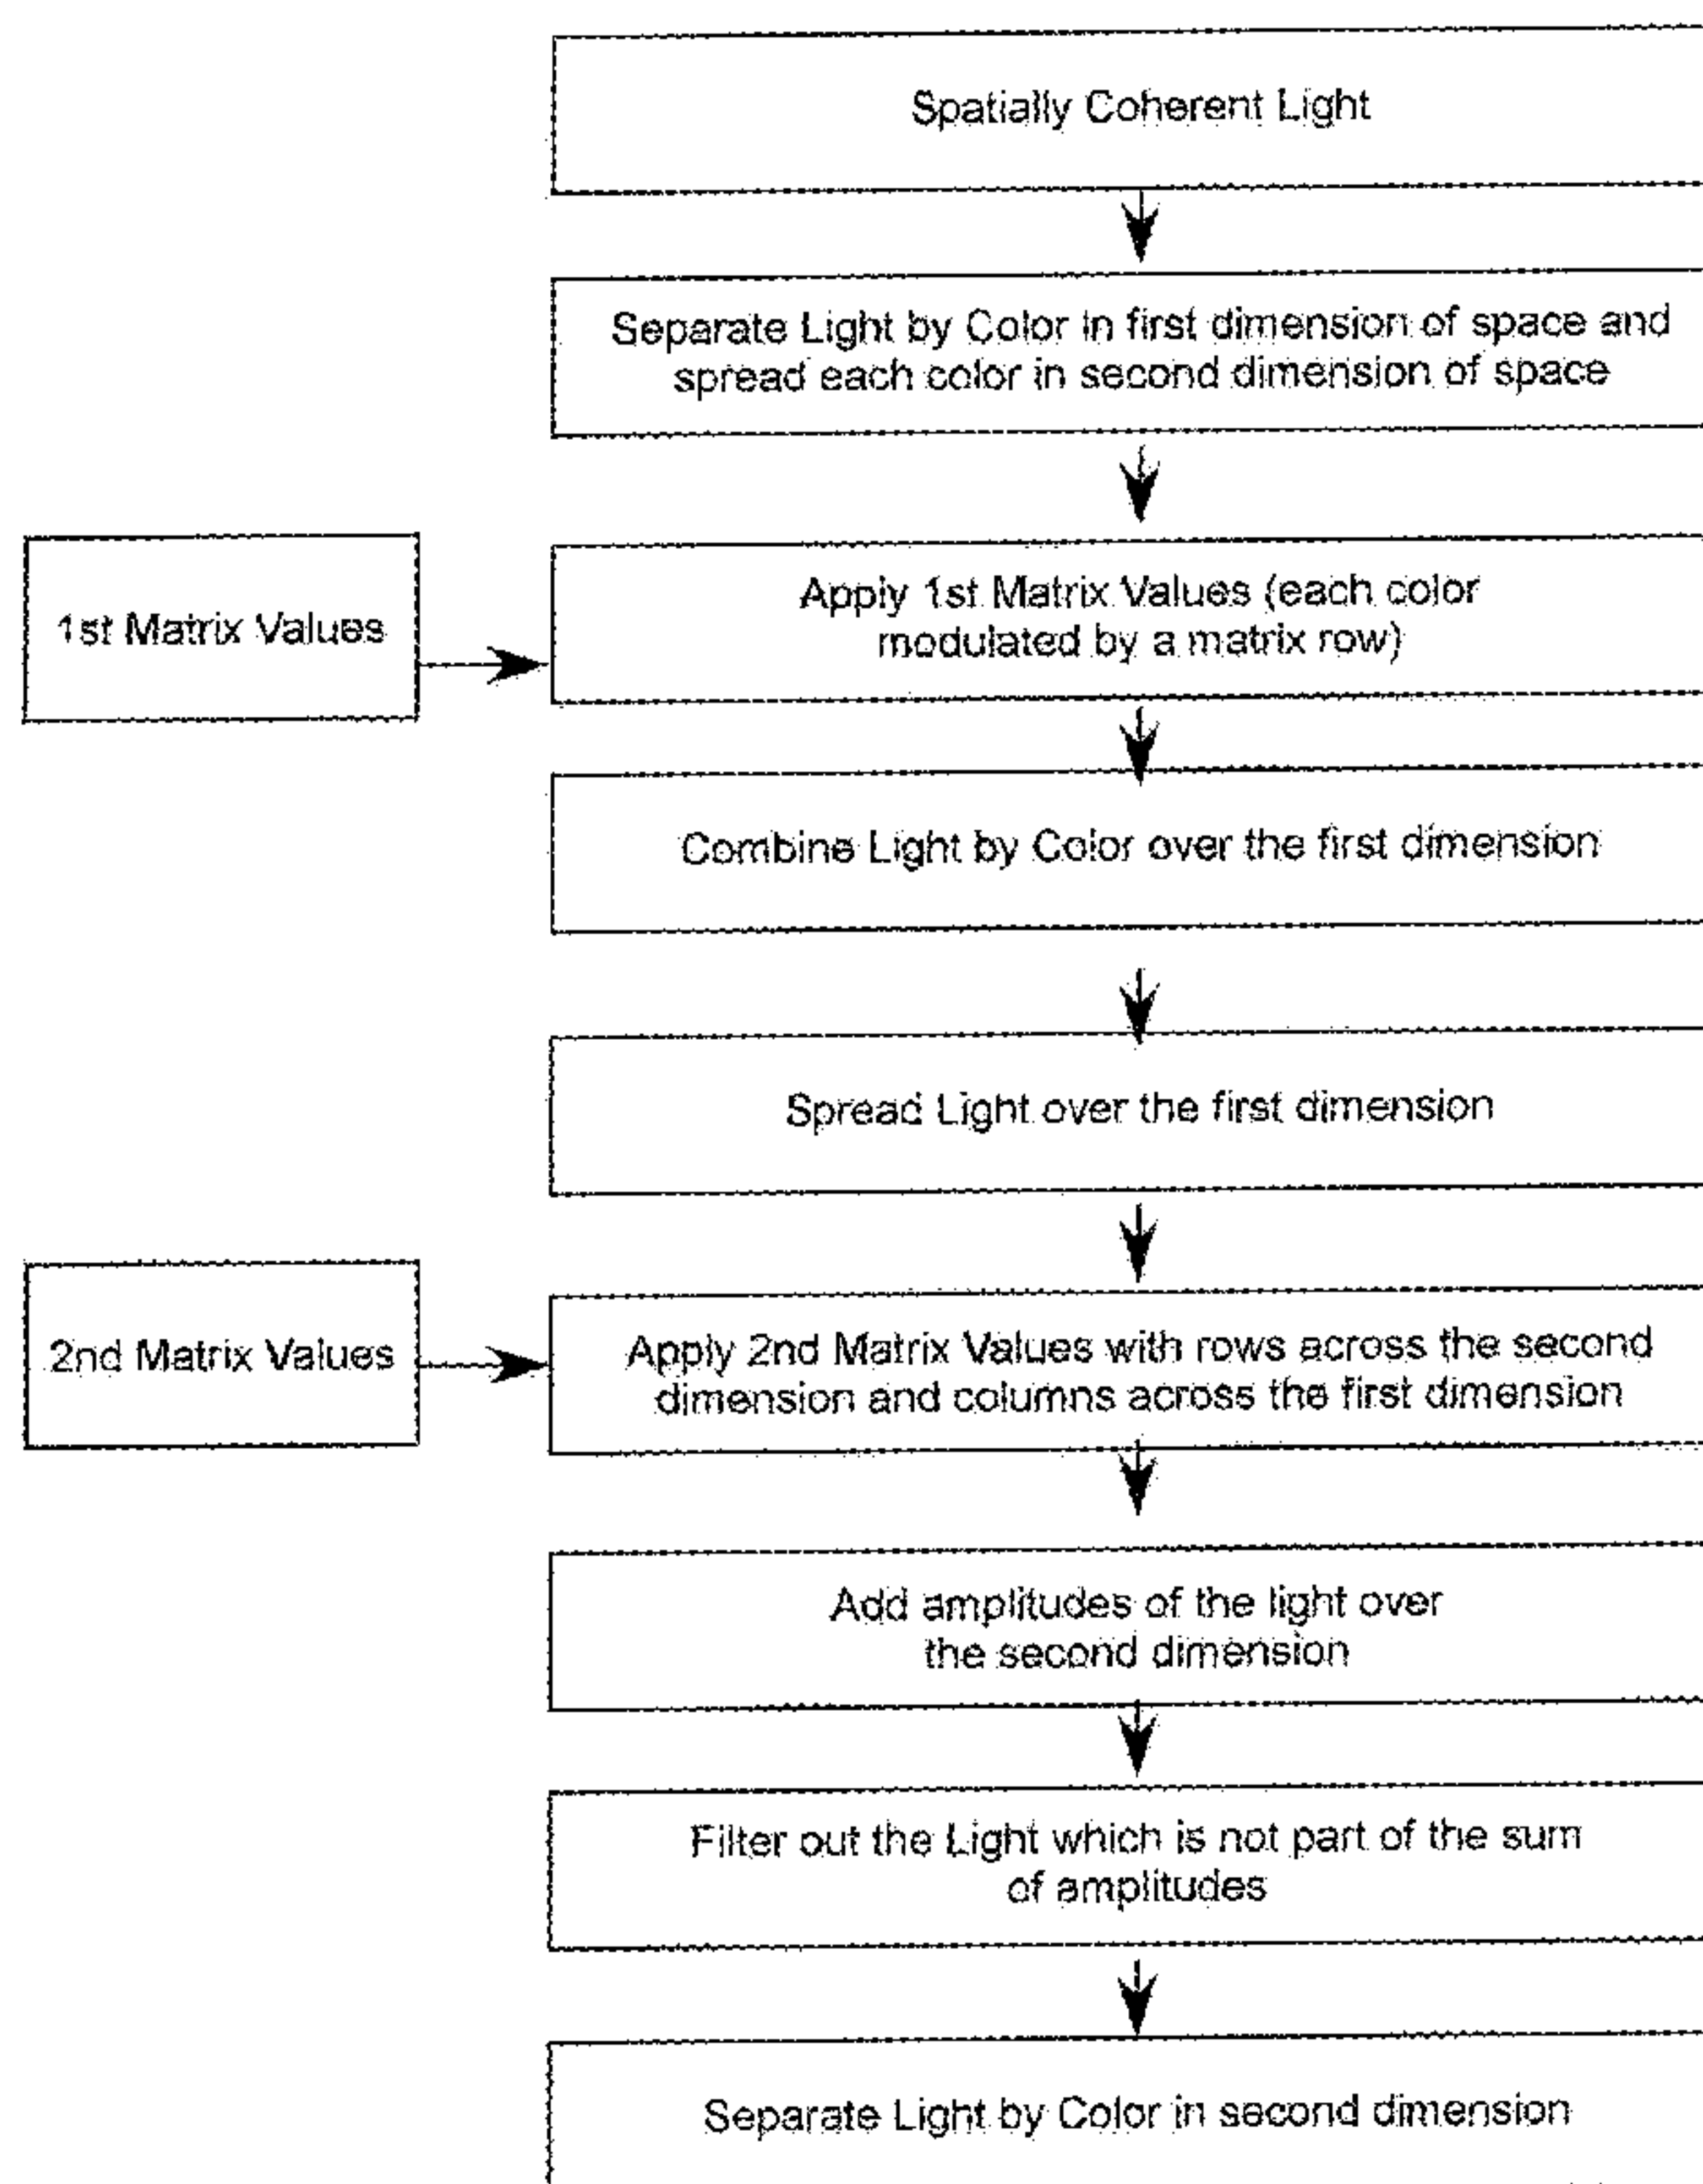 Spatially Coherent Light
Separate Light by Color in first dimension of space and
spread each color in second dimension of space
1st Matrix Values
Apply 1st Matrix Values (each color
modulated by a matrix row)
Combine Light by Color over the first dimension
Spread Light over the first dimension
2nd Matrix Values
Apply 2nd Matrix Values with rows across the second
dimension and columns across the first dimension
Add amplitudes of the light over
the second dimension
Filter out the Light which is not part of the sum
of amplitudes
Separate Light by Color in second dimension